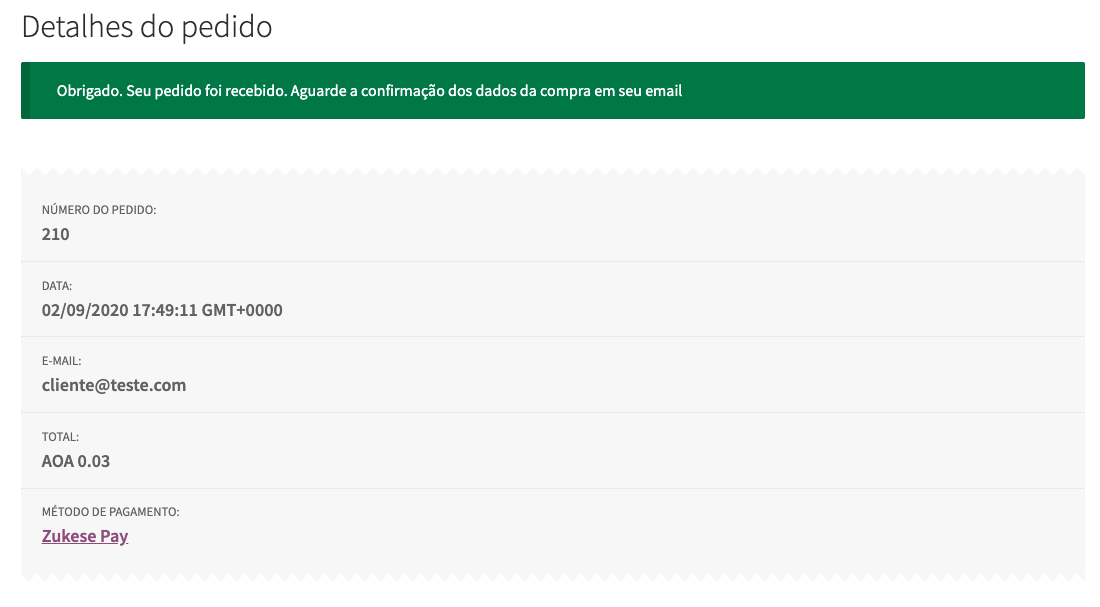 Detalhes do pedido
Obrigado. Seu pedido foi recebido. Aguarde a confirmação dos dados da compra em seu email
NÚMERO DO PEDIDO:
210
DATA:
02/09/2020 17:49:11 GMT+0000
E-MAIL:
cliente@teste.com
TOTAL:
AOA 0.03
MÉTODO DE PAGAMENTO:
Zukese Pay